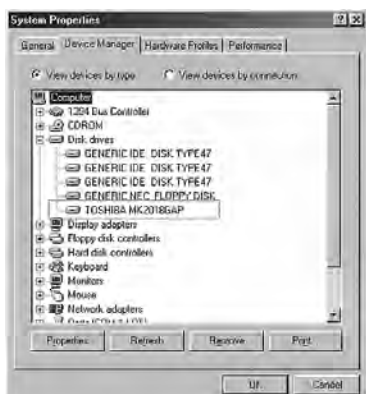 System Properties
General Device Manager Hardware Profiles Performance
View devices by type View devices by connection
Computer
1394 Bus Controller
CDROM
Disk drives
GENERIC IDE DISK TYPE47
GENERIC IDE DISK TYPE47
GENERIC IDE DISK TYPE47
GENERIC NEC FLOPPY DISK
TOSHIBA MK2018GAP
Display adapters
Floppy disk controllers
Hard disk controllers
Keyboard
Monitors
Mouse
Network adapters
Properties Refresh Remove Print
OK Cancel